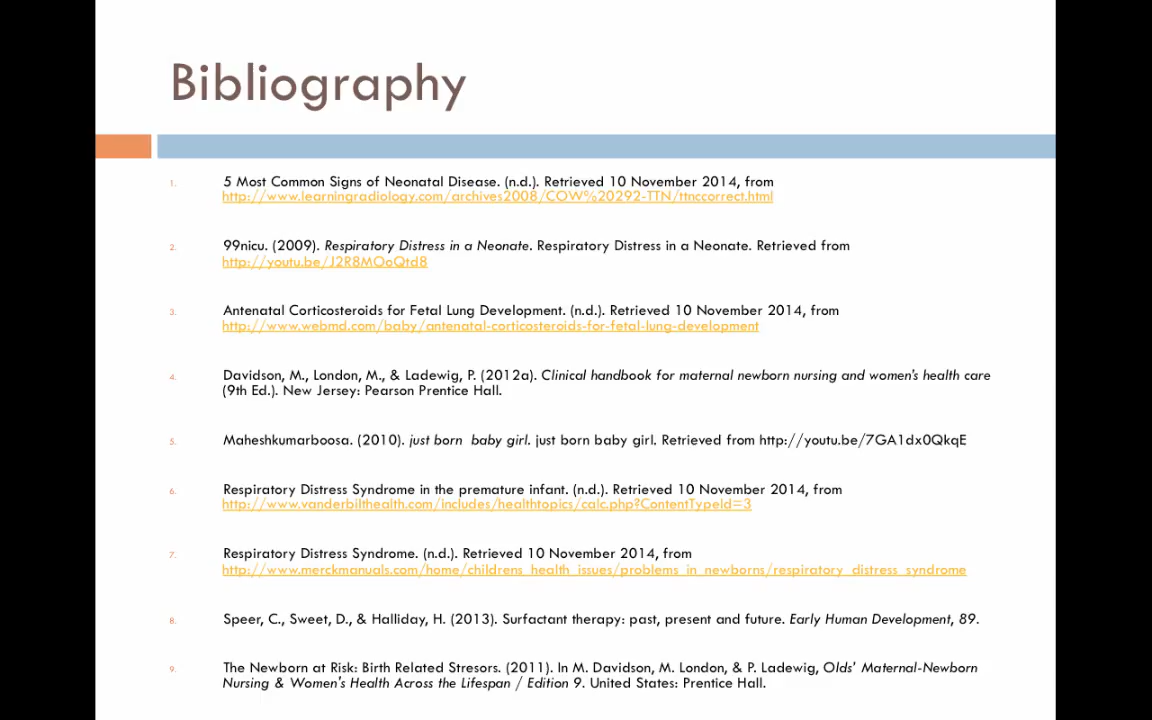 Bibliography
1. 5 Most Common Signs of Neonatal Disease. (n.d.). Retrieved 10 November 2014, from
http://www.learningradiology.com/archives2008/COW%20292-TTN/ttnccorrect.html
2. 99nicu. (2009). Respiratory Distress in a Neonate. Respiratory Distress in a Neonate. Retrieved from
http://youtu.be/J2R8MOoQtd8
3. Antenatal Corticosteroids for Fetal Lung Development. (n.d.). Retrieved 10 November 2014, from
http://www.webmd.com/baby/antenatal-corticosteroids-for-fetal-lung-development
4. Davidson, M., London, M., & Ladewig, P. (2012a). Clinical handbook for maternal newborn nursing and women's health care
(9th Ed.). New Jersey: Pearson Prentice Hall.
5. Maheshkumarboosa. (2010). just born  baby girl. just born baby girl. Retrieved from http://youtu.be/7GA1dx0QkqE
6. Respiratory Distress Syndrome in the premature infant. (n.d.). Retrieved 10 November 2014, from
http://www.vanderbilthealth.com/includes/healthtopics/calc.php?ContentTypeId=3
7. Respiratory Distress Syndrome. (n.d.). Retrieved 10 November 2014, from
http://www.merckmanuals.com/home/childrens_health_issues/problems_in_newborns/respiratory_distress_syndrome
8. Speer, C., Sweet, D., & Halliday, H. (2013). Surfactant therapy: past, present and future. Early Human Development, 89.
9. The Newborn at Risk: Birth Related Stresors. (2011). In M. Davidson, M. London, & P. Ladewig, Olds' Maternal-Newborn
Nursing & Women's Health Across the Lifespan / Edition 9. United States: Prentice Hall.